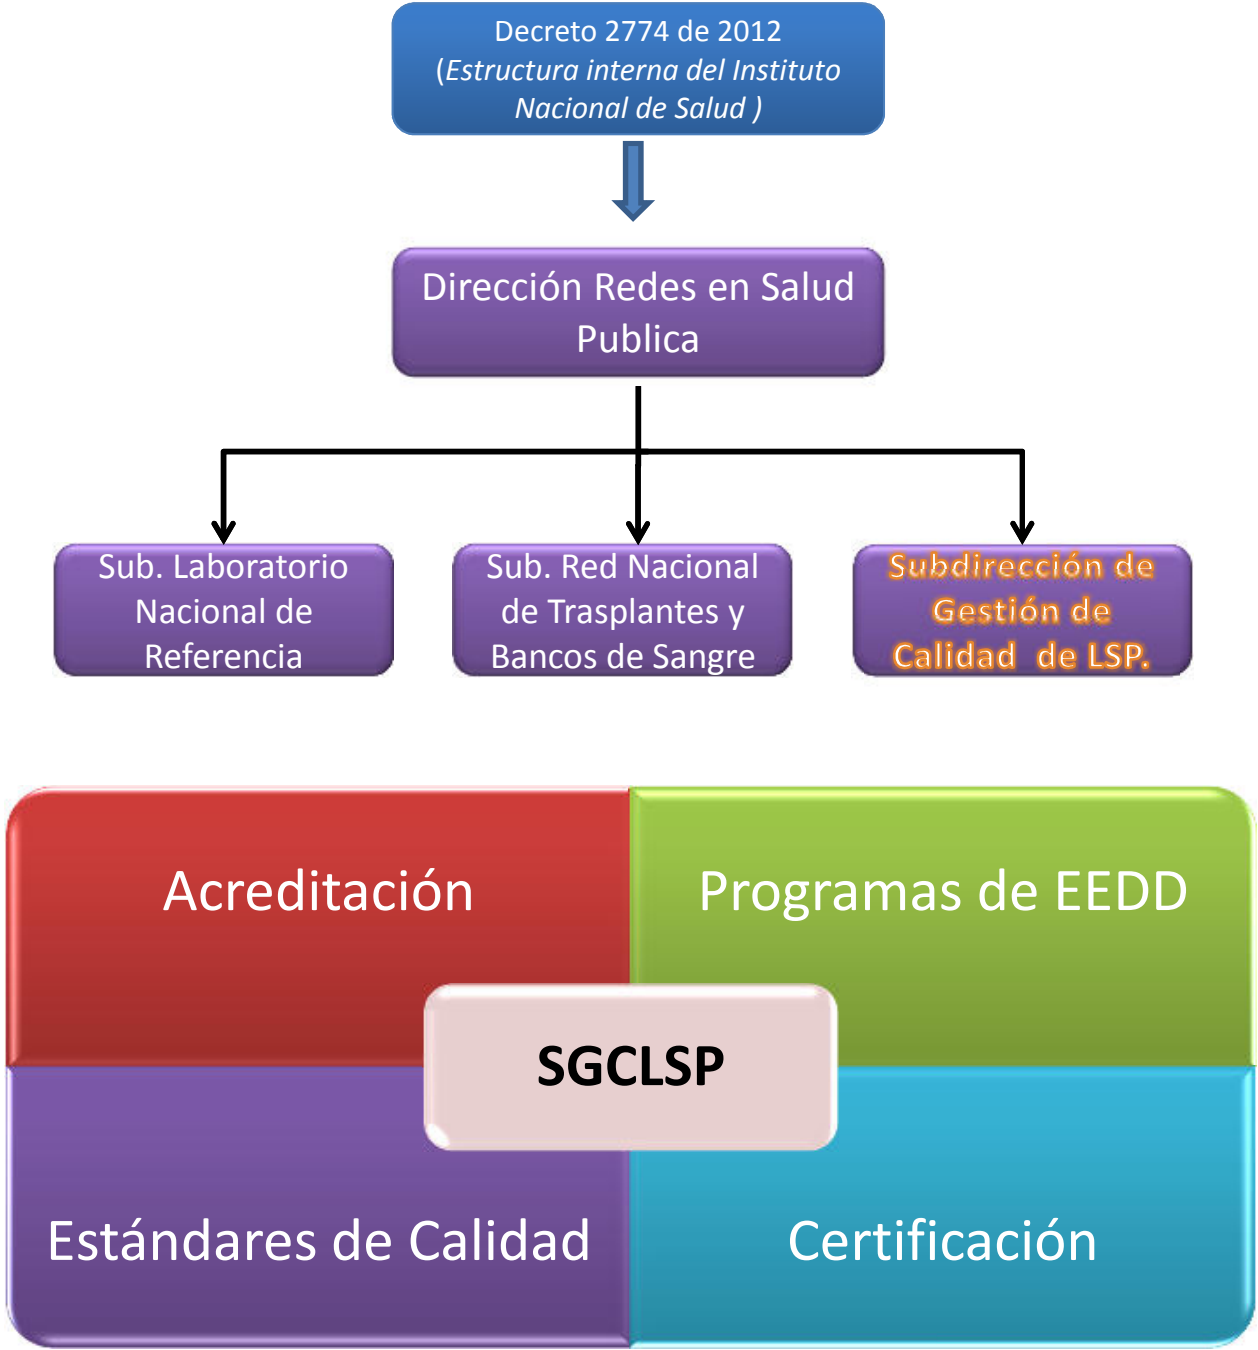 Decreto 2774 de 2012
(Estructura interna del Instituto
Nacional de Salud )
Dirección Redes en Salud
Publica
Sub. Laboratorio
Nacional de
Referencia
Sub. Red Nacional
de Trasplantes y
Bancos de Sangre
Subdirección de
Gestión de
Calidad  de LSP.
Acreditación
Programas de EEDD
SGCLSP
Estándares de Calidad
Certificación